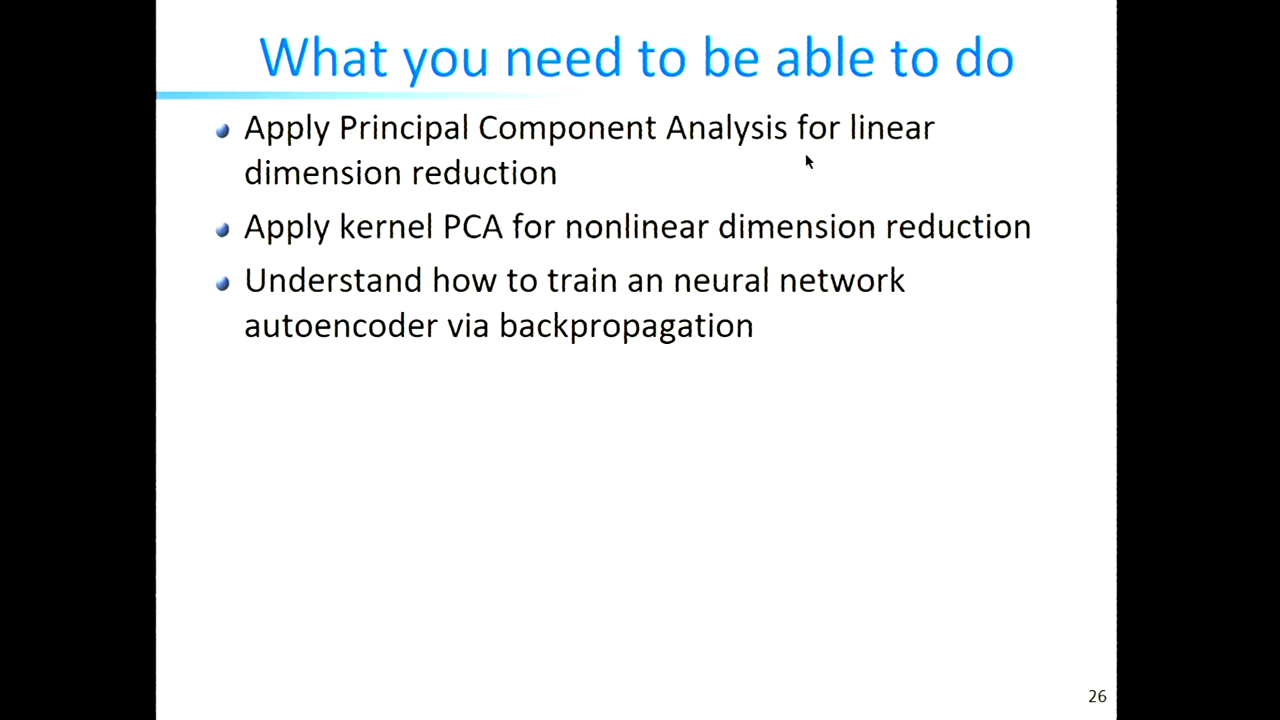 What you need to be able to do
Apply Principal Component Analysis for linear
dimension reduction
Apply kernel PCA for nonlinear dimension reduction
Understand how to train an neural network
autoencoder via backpropagation
26